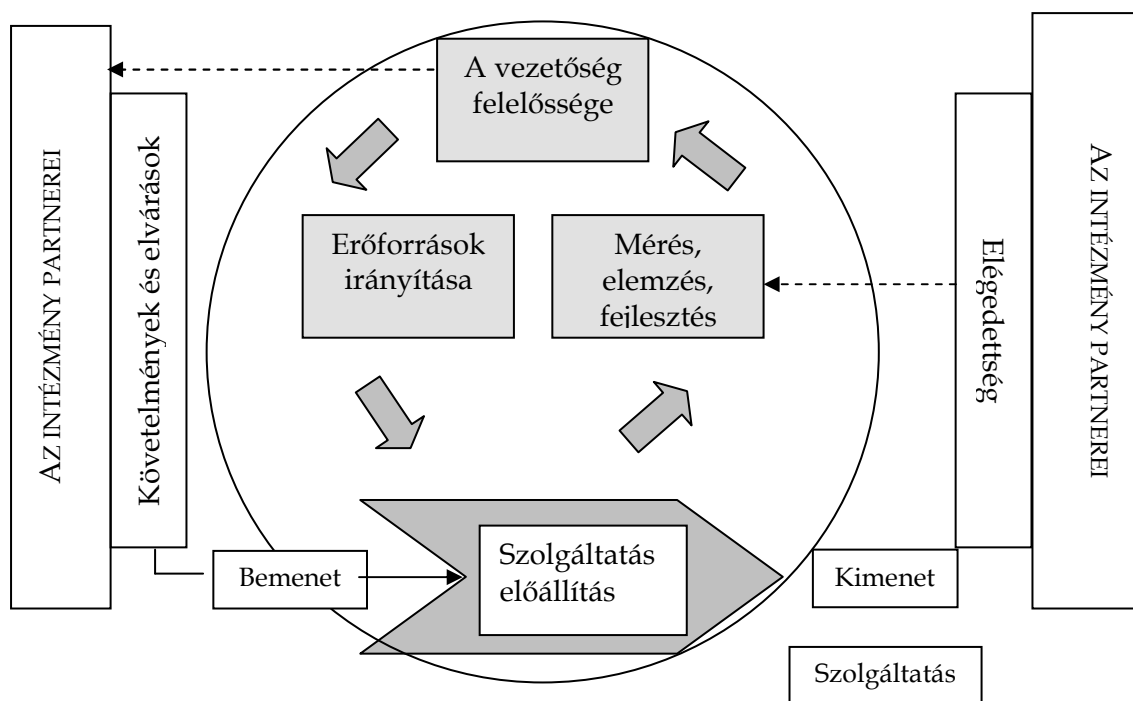 AZ INTÉZMÉNY PARTNEREI
Követelmények és elvárások
A vezetőség
felelőssége
Erőforrások
irányítása
Mérés,
elemzés,
fejlesztés
Elégedettség
AZ INTÉZMÉNY PARTNEREI
Bemenet
Szolgáltatás
előállítás
Kimenet
Szolgáltatás